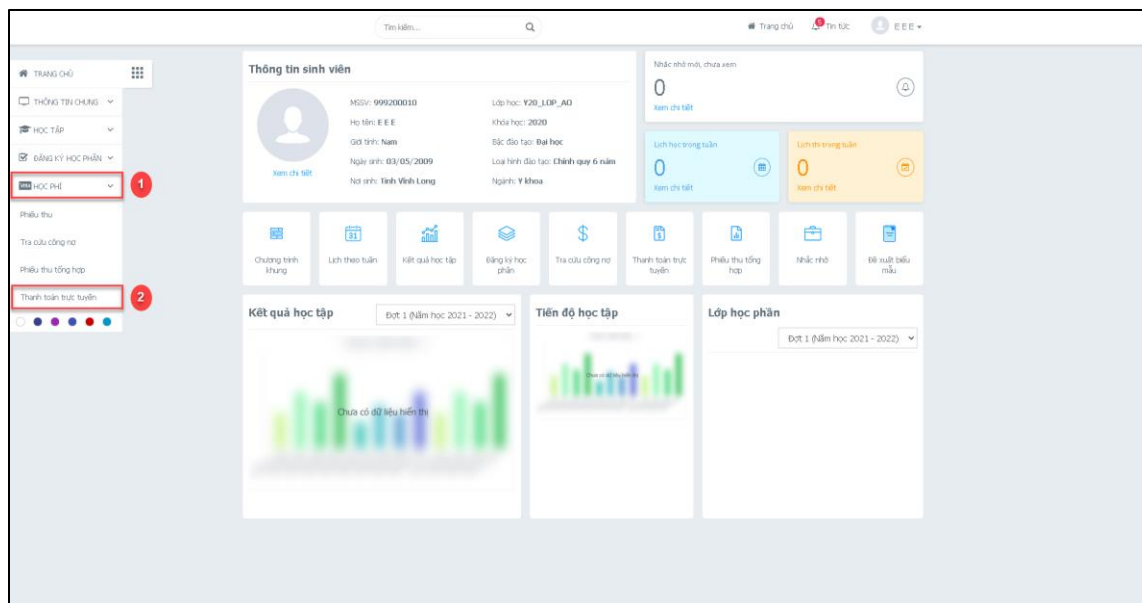 Tìm kiếm...
Trang chủ
5
Tin tức
E E E
TRANG CHỦ
THÔNG TIN CHUNG
HỌC TẬP
ĐĂNG KÝ HỌC PHẦN
HỌC PHÍ
1
Phiếu thu
Tra cứu công nợ
Phiếu thu tổng hợp
Thanh toán trực tuyến
2
Thông tin sinh viên
Xem chi tiết
MSSV: 999200010
Họ tên: E E E
Giới tính: Nam
Ngày sinh: 03/05/2009
Nơi sinh: Tỉnh Vĩnh Long
Lớp học: Y20_LOP_AO
Khóa học: 2020
Bậc đào tạo: Đại học
Loại hình đào tạo: Chính quy 6 năm
Ngành: Y khoa
Nhắc nhở mới, chưa xem
0
Xem chi tiết
Lịch học trong tuần
0
Xem chi tiết
Lịch thi trong tuần
0
Xem chi tiết
Chương trình
khung
31
Lịch theo tuần
Kết quả học tập
Đăng ký học
phần
Tra cứu công nợ
Thanh toán trực
tuyến
Phiếu thu tổng
hợp
Nhắc nhở
Đề xuất biểu
mẫu
Kết quả học tập
Đợt 1 (Năm học 2021 - 2022)
Chưa có dữ liệu hiển thị
Tiến độ học tập
Chưa có dữ liệu hiển thị
Lớp học phần
Đợt 1 (Năm học 2021 - 2022)